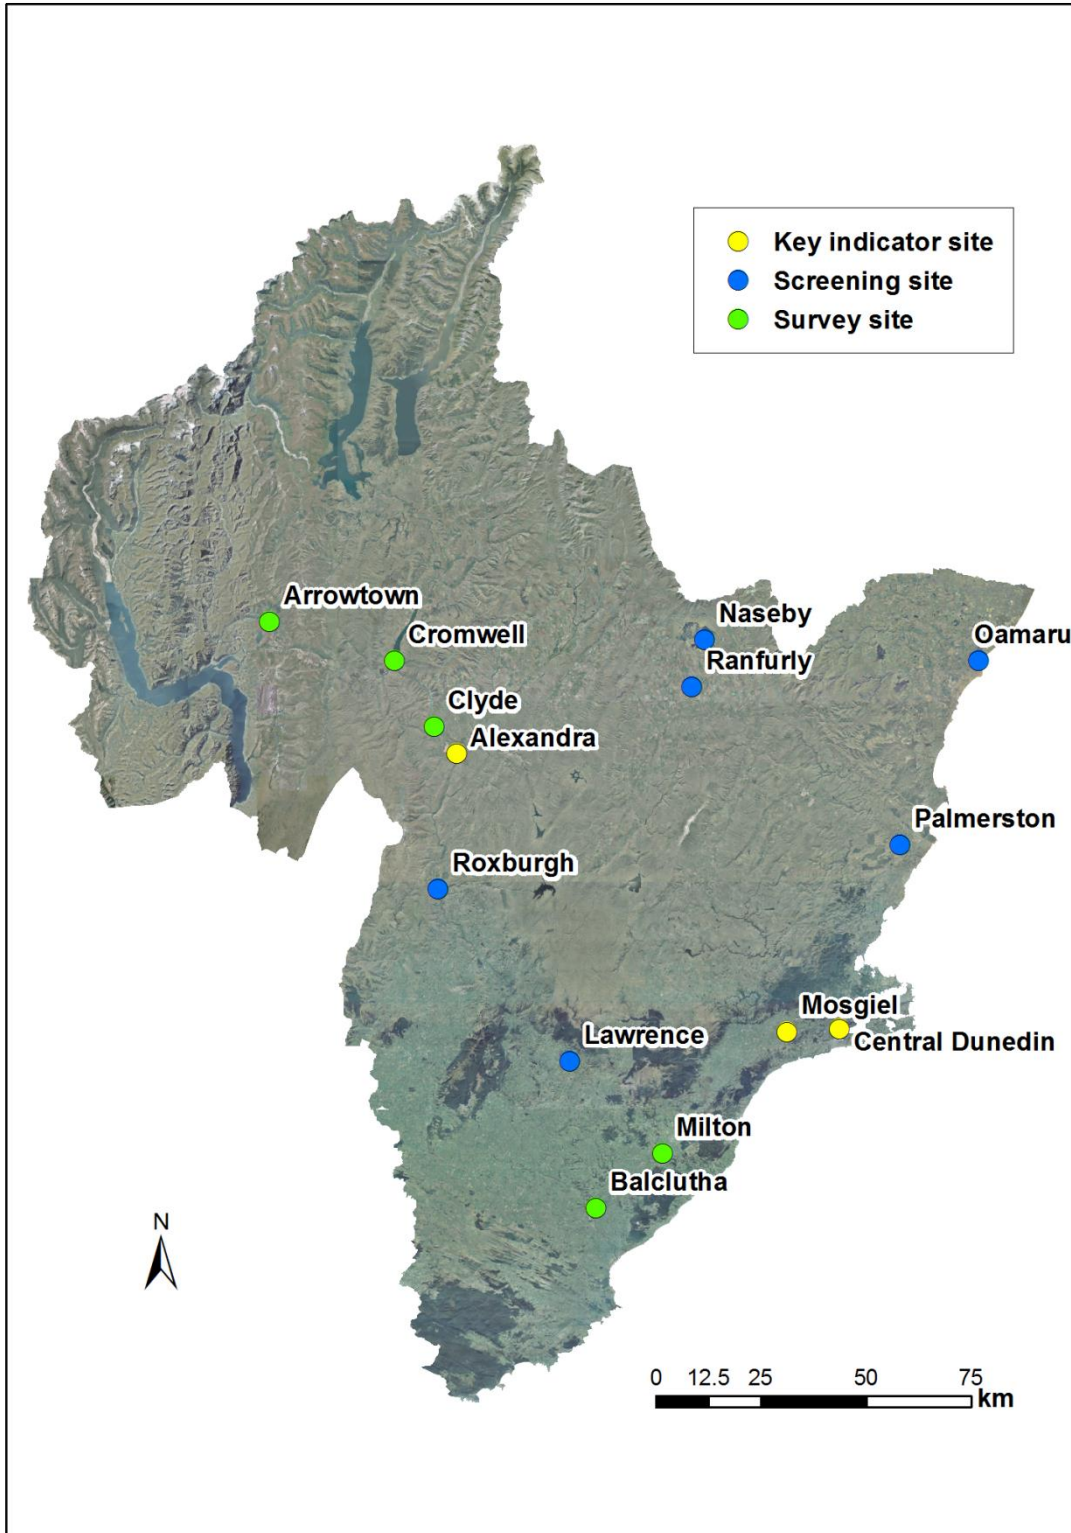 Key indicator site
Screening site
Survey site
Arrowtown
Cromwell
Naseby
Oamaru
Ranfurly
Clyde
Alexandra
Palmerston
Roxburgh
Mosgiel
Central Dunedin
Lawrence
Milton
Balclutha
N
0 12.5 25 50 75
km